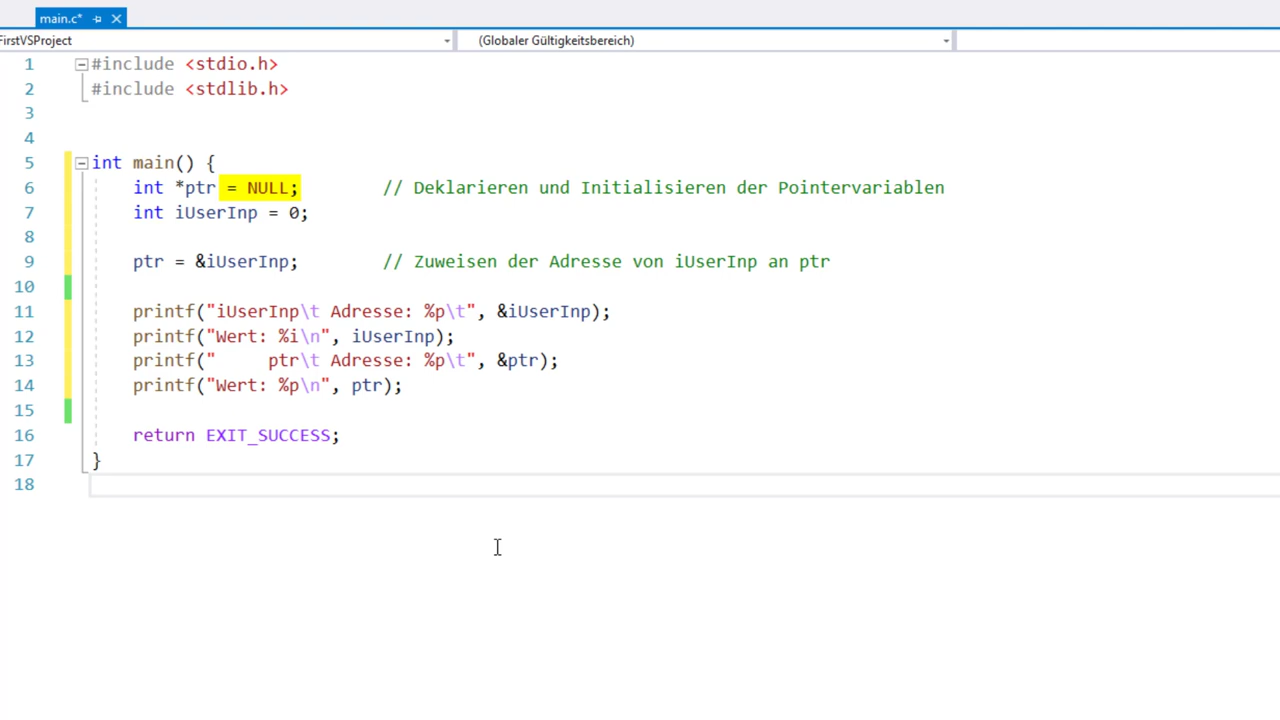 main.c*
FirstVSProject
(Globaler Gültigkeitsbereich)
1 #include <stdio.h>
2 #include <stdlib.h>
3
4
5 int main() {
6 int *ptr = NULL; // Deklarieren und Initialisieren der Pointervariablen
7 int iUserInp = 0;
8
9 ptr = &iUserInp; // Zuweisen der Adresse von iUserInp an ptr
10
11 printf("iUserInp\t Adresse: %p\t", &iUserInp);
12 printf("Wert: %i\n", iUserInp);
13 printf("     ptr\t Adresse: %p\t", &ptr);
14 printf("Wert: %p\n", ptr);
15
16 return EXIT_SUCCESS;
17 }
18